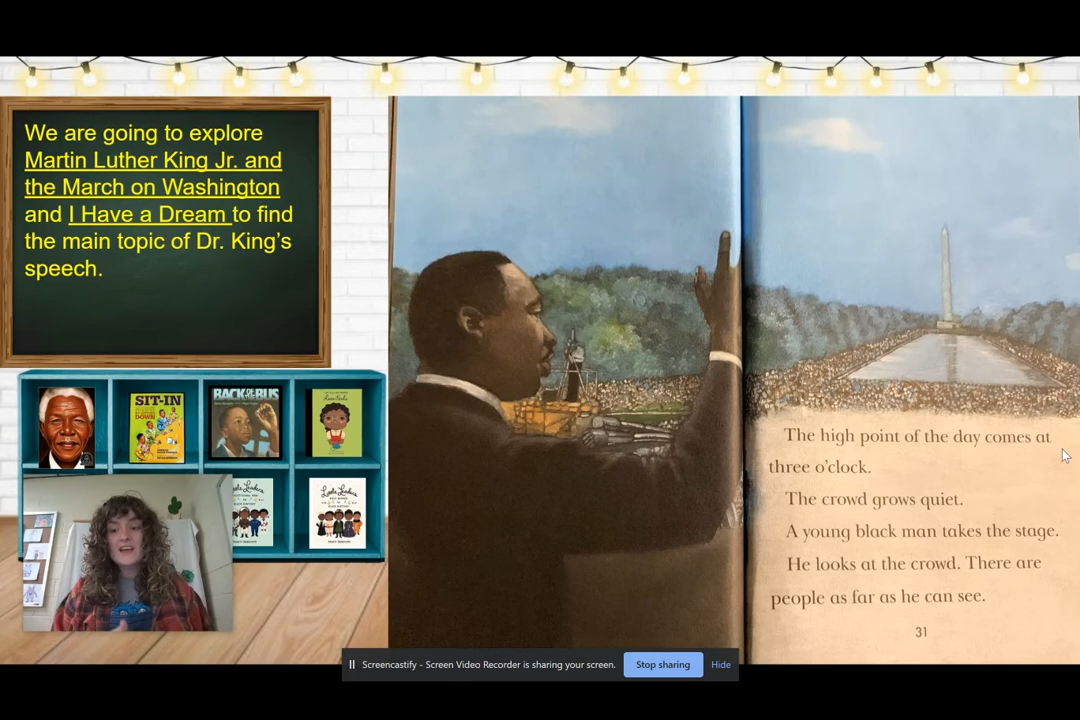 We are going to explore
Martin Luther King Jr. and
the March on Washington
and I Have a Dream to find
the main topic of Dr. King's
speech.
SIT-IN
BACK OF THE BUS
Little Leaders
Little Leaders
The high point of the day comes at
three o'clock.
The crowd grows quiet.
A young black man takes the stage.
He looks at the crowd. There are
people as far as he can see.
31
Screencastify - Screen Video Recorder is sharing your screen.
Stop sharing
Hide